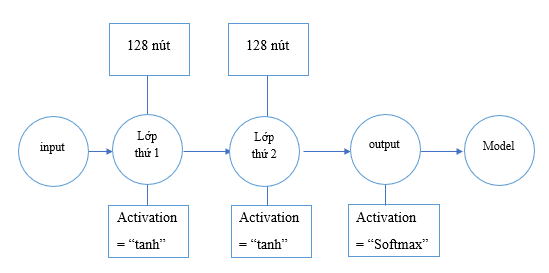 128 nút
128 nút
input
Lớp
thứ 1
Lớp
thứ 2
output
Model
Activation
= “tanh”
Activation
= “tanh”
Activation
= “Softmax”